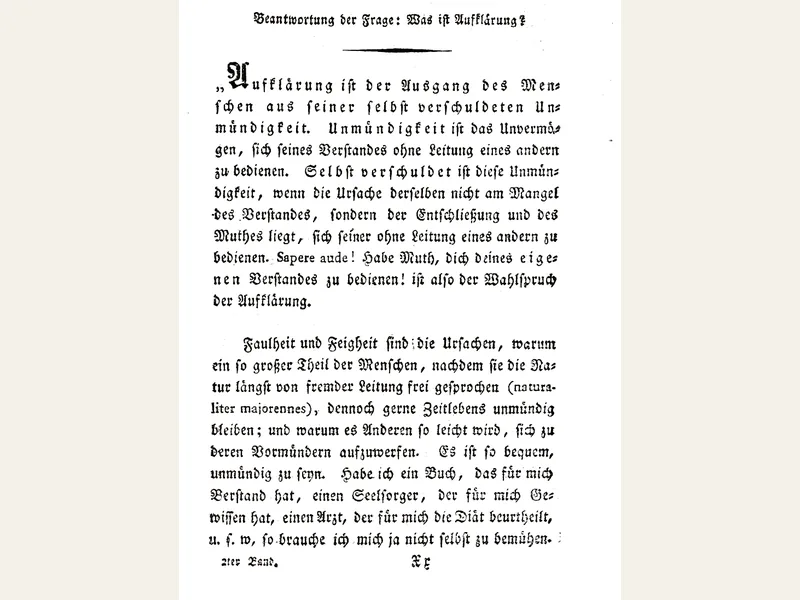 Beantwortung der Frage: Was ist Aufklärung?
„Aufklärung ist der Ausgang des Men⸗
schen aus seiner selbst verschuldeten Un⸗
mündigkeit. Unmündigkeit ist das Unvermö⸗
gen, sich seines Verstandes ohne Leitung eines andern
zu bedienen. Selbst verschuldet ist diese Unmün⸗
digkeit, wenn die Ursache derselben nicht am Mangel
des Verstandes, sondern der Entschließung und des
Muthes liegt, sich seiner ohne Leitung eines andern zu
bedienen. Sapere aude! Habe Muth, dich deines eige⸗
nen Verstandes zu bedienen! ist also der Wahlspruch
der Aufklärung.
Faulheit und Feigheit sind die Ursachen, warum
ein so großer Theil der Menschen, nachdem sie die Na⸗
tur längst von fremder Leitung frei gesprochen (natura-
liter majorennes), dennoch gerne Zeitlebens unmündig
bleiben; und warum es Anderen so leicht wird, sich zu
deren Vormündern aufzuwerfen. Es ist so bequem,
unmündig zu seyn. Habe ich ein Buch, das für mich
Verstand hat, einen Seelsorger, der für mich Ge⸗
wissen hat, einen Arzt, der für mich die Diät beurtheilt,
u. s. w, so brauche ich mich ja nicht selbst zu bemühen.
2ter Band. Xx